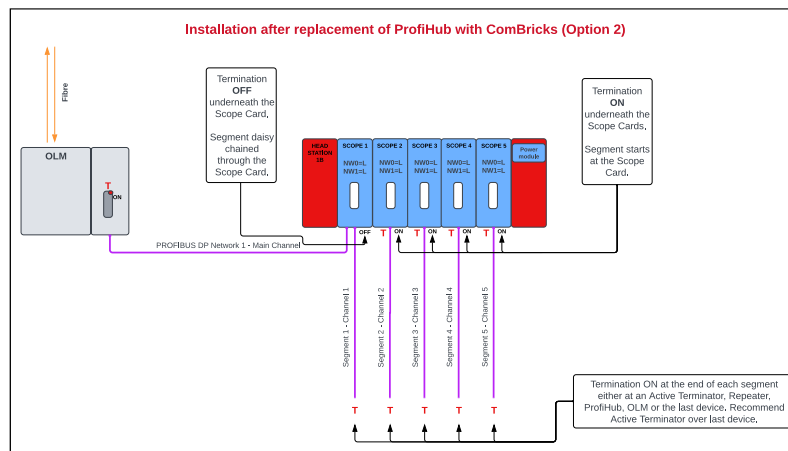 Installation after replacement of ProfiHub with ComBricks (Option 2)
Fibre
Termination
OFF
underneath the
Scope Card.
Segment daisy
chained
through the
Scope Card.
Termination
ON
underneath the
Scope Cards.
Segment starts
at the Scope
Card.
OLM
T
ON
HEAD
STATION
1B
SCOPE 1
NW0=L
NW1=L
SCOPE 2
NW0=L
NW1=L
SCOPE 3
NW0=L
NW1=L
SCOPE 4
NW0=L
NW1=L
SCOPE 5
NW0=L
NW1=L
Power
module
OFF
T ON
T ON
T ON
T ON
PROFIBUS DP Network 1 - Main Channel
Segment 1 - Channel 1
Segment 2 - Channel 2
Segment 3 - Channel 3
Segment 4 - Channel 4
Segment 5 - Channel 5
T T T T T
Termination ON at the end of each segment
either at an Active Terminator, Repeater,
ProfiHub, OLM or the last device. Recommend
Active Terminator over last device.